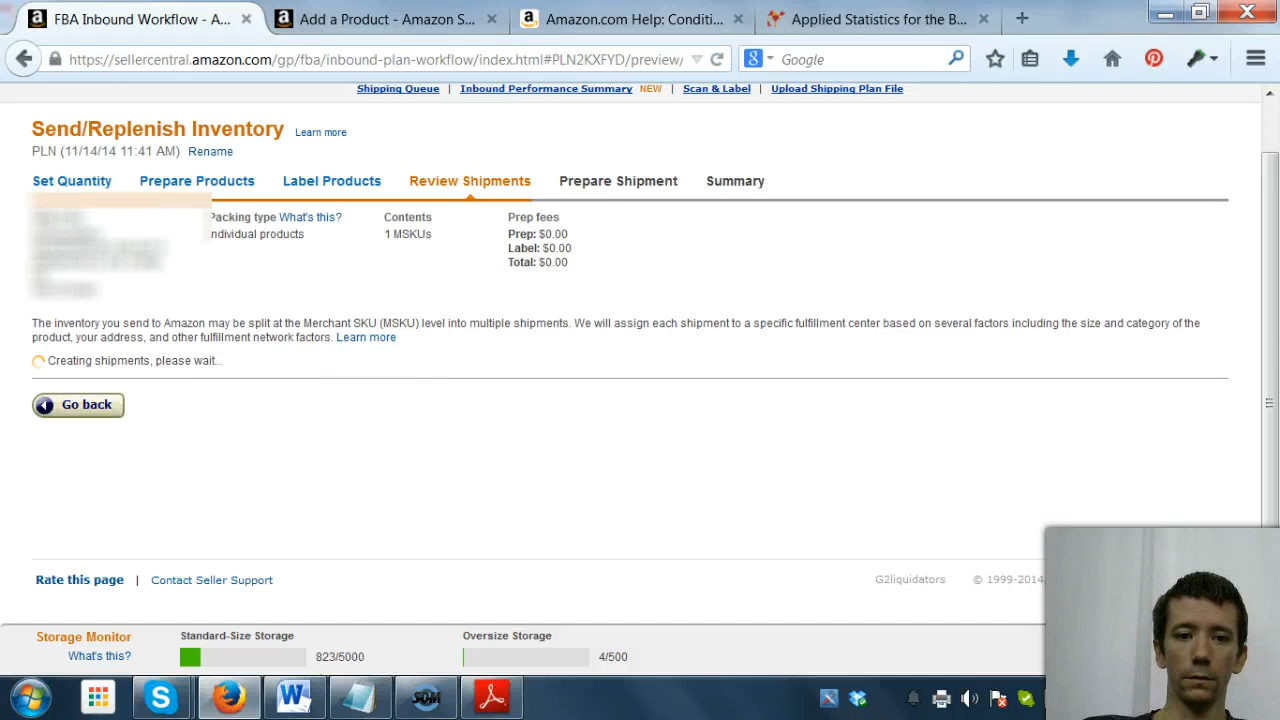 FBA Inbound Workflow - A...
Add a Product - Amazon S...
Amazon.com Help: Conditi...
Applied Statistics for the B...
https://sellercentral.amazon.com/gp/fba/inbound-plan-workflow/index.html#PLN2KXFYD/preview/
Google
Shipping Queue | Inbound Performance Summary NEW | Scan & Label | Upload Shipping Plan File
Send/Replenish Inventory Learn more
PLN (11/14/14 11:41 AM) Rename
Set Quantity Prepare Products Label Products Review Shipments Prepare Shipment Summary
Packing type What's this? Contents Prep fees
ndividual products 1 MSKUs Prep: $0.00
Label: $0.00
Total: $0.00
The inventory you send to Amazon may be split at the Merchant SKU (MSKU) level into multiple shipments. We will assign each shipment to a specific fulfillment center based on several factors including the size and category of the
product, your address, and other fulfillment network factors. Learn more
Creating shipments, please wait...
Go back
Rate this page | Contact Seller Support G2liquidators © 1999-2014,
Storage Monitor Standard-Size Storage Oversize Storage
What's this? 823/5000 4/500
SOM